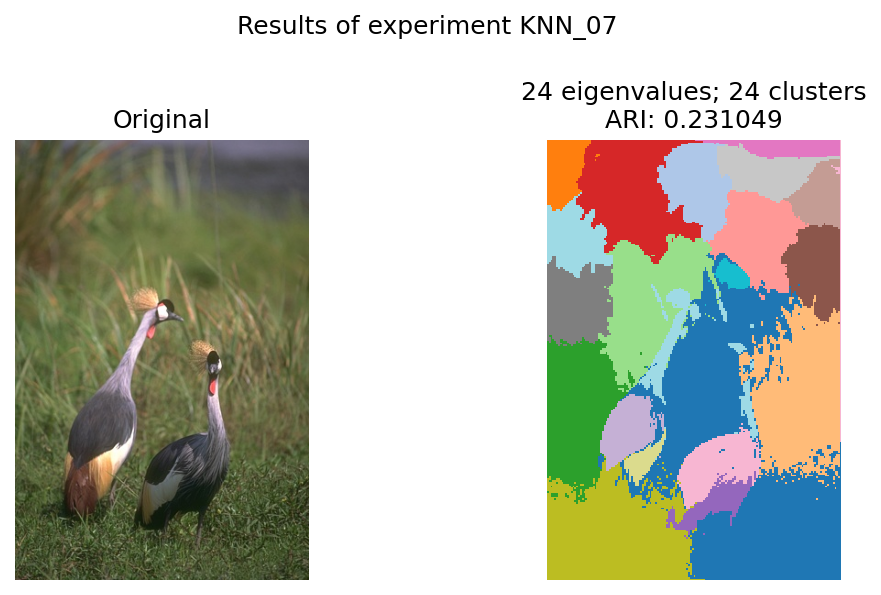 Results of experiment KNN_07
Original
24 eigenvalues; 24 clusters
ARI: 0.231049